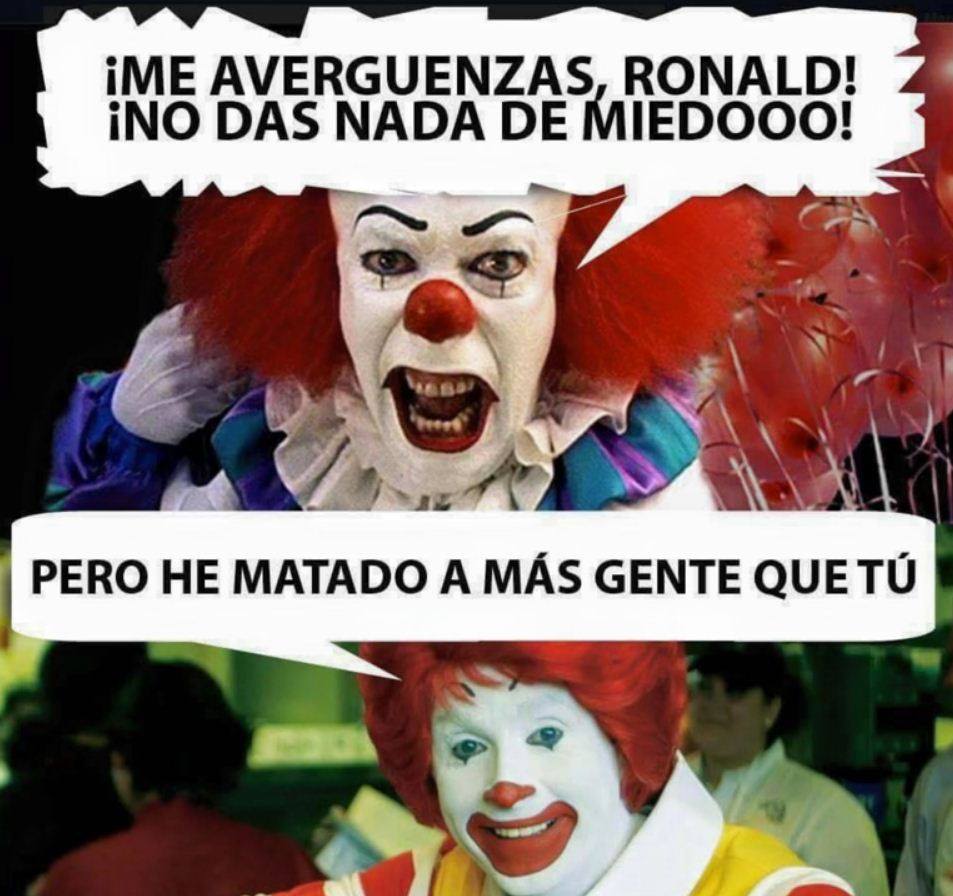 ¡ME AVERGUENZAS, RONALD!
¡NO DAS NADA DE MIEDOOO!
PERO HE MATADO A MÁS GENTE QUE TÚ